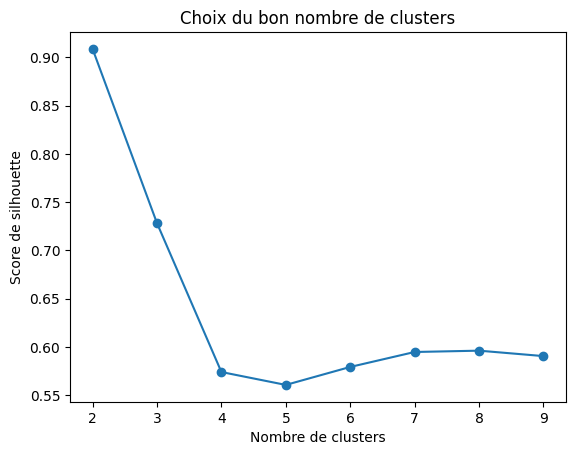 Choix du bon nombre de clusters
Score de silhouette
0.90
0.85
0.80
0.75
0.70
0.65
0.60
0.55
2 3 4 5 6 7 8 9
Nombre de clusters